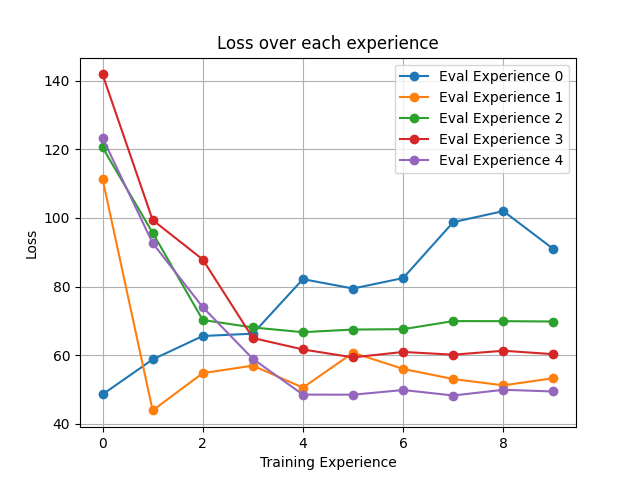 Loss over each experience
Loss
140
120
100
80
60
40
Eval Experience 0
Eval Experience 1
Eval Experience 2
Eval Experience 3
Eval Experience 4
0
2
4
6
8
Training Experience